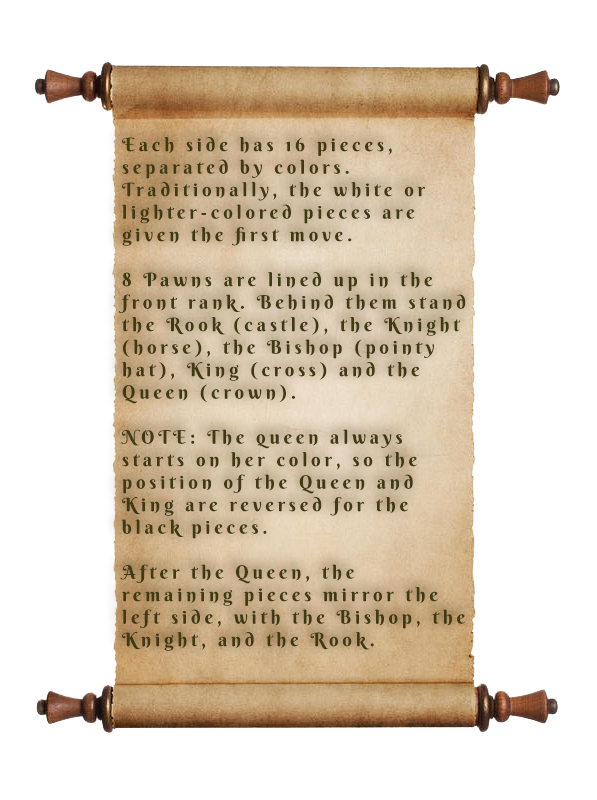 Each side has 16 pieces,
separated by colors.
Traditionally, the white or
lighter-colored pieces are
given the first move.
8 Pawns are lined up in the
front rank. Behind them stand
the Rook (castle), the Knight
(horse), the Bishop (pointy
hat), King (cross) and the
Queen (crown).
NOTE: The queen always
starts on her color, so the
position of the Queen and
King are reversed for the
black pieces.
After the Queen, the
remaining pieces mirror the
left side, with the Bishop, the
Knight, and the Rook.